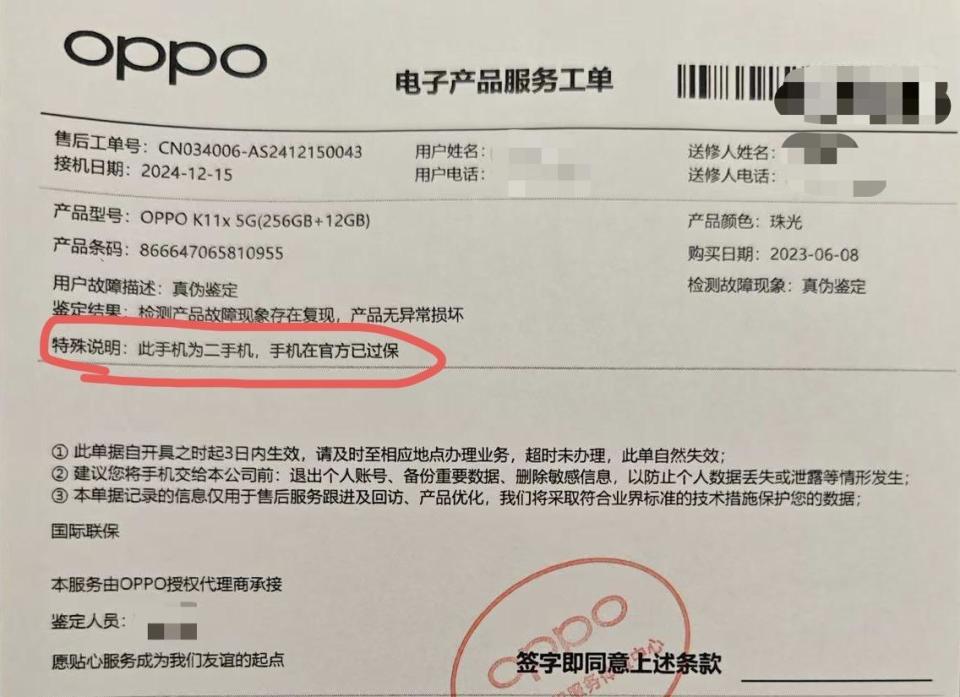 oppo
电子产品服务工单
售后工单号：CN034006-AS2412150043 用户姓名： 送修人姓名：
接机日期：2024-12-15 用户电话： 送修人电话：
产品型号：OPPO K11x 5G(256GB+12GB) 产品颜色：珠光
产品条码：866647065810955 购买日期：2023-06-08
用户故障描述：真伪鉴定 检测故障现象：真伪鉴定
鉴定结果：检测产品故障现象存在复现，产品无异常损坏
特殊说明：此手机为二手机，手机在官方已过保
① 此单据自开具之时起3日内生效，请及时至相应地点办理业务，超时未办理，此单自然失效；
② 建议您将手机交给本公司前：退出个人账号、备份重要数据、删除敏感信息，以防止个人数据丢失或泄露等情形发生；
③ 本单据记录的信息仅用于售后服务跟进及回访、产品优化，我们将采取符合业界标准的技术措施保护您的数据；
国际联保
本服务由OPPO授权代理商承接
鉴定人员：
愿贴心服务成为我们友谊的起点
oppo
签字即同意上述条款